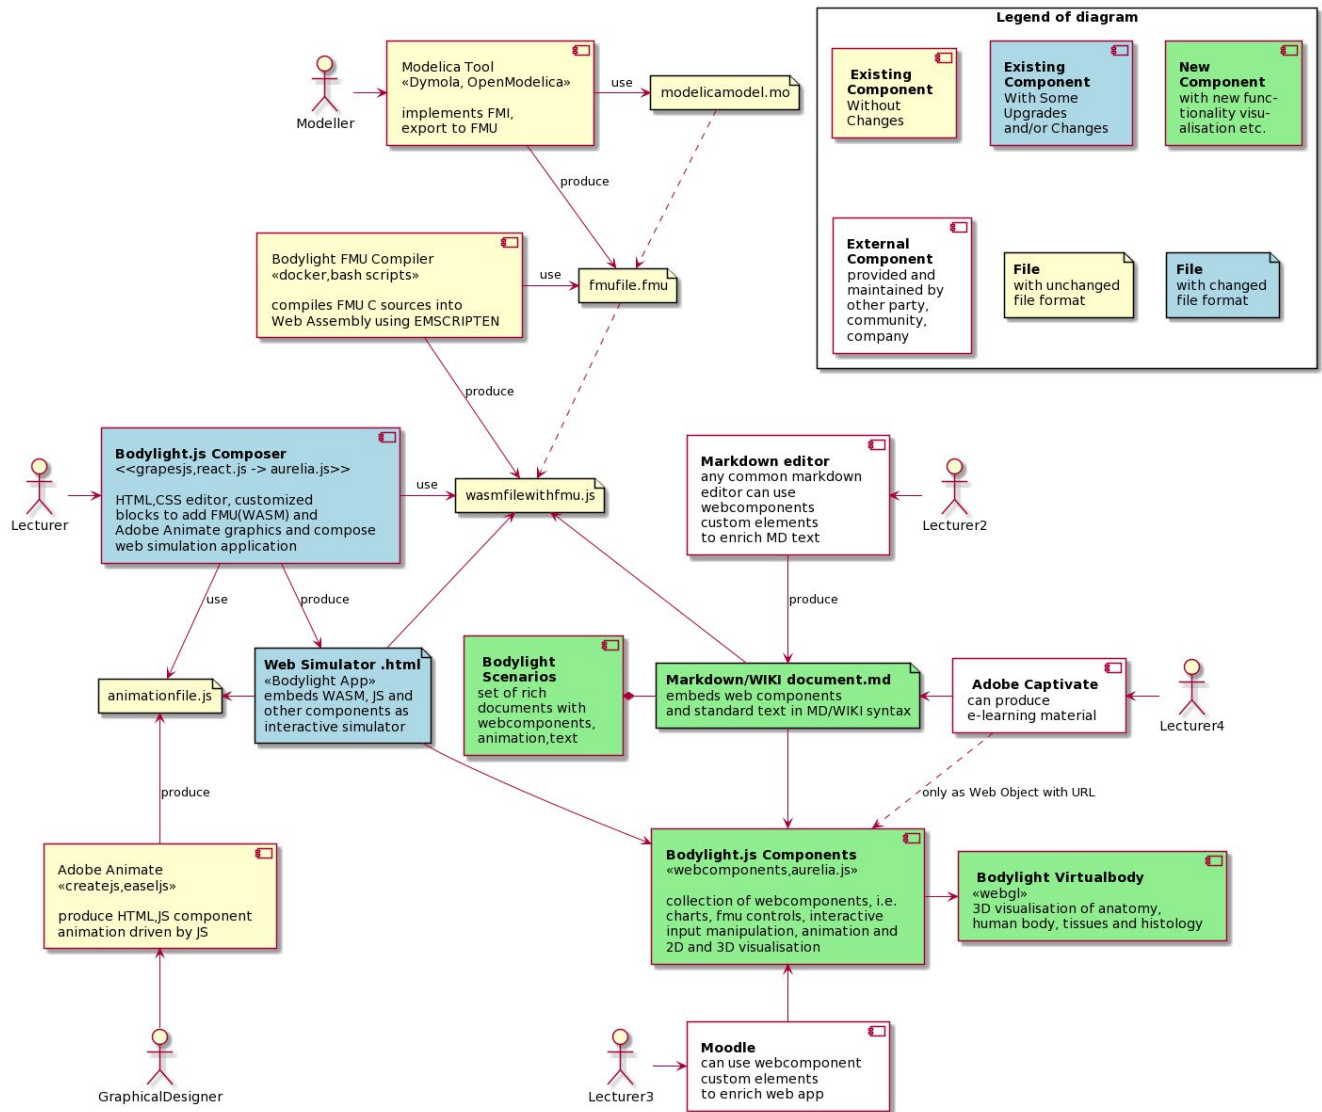 Legend of diagram
Existing
Component
Without
Changes
Existing
Component
With Some
Upgrades
and/or Changes
New
Component
with new func-
tionality visu-
alisation etc.
External
Component
provided and
maintained by
other party,
community,
company
File
with unchanged
file format
File
with changed
file format
Modeller
Modelica Tool
«Dymola, OpenModelica»
implements FMI,
export to FMU
use
modelicamodel.mo
produce
Bodylight FMU Compiler
«docker,bash scripts»
compiles FMU C sources into
Web Assembly using EMSCRIPTEN
use
fmufile.fmu
produce
Lecturer
Bodylight.js Composer
<<grapesjs,react.js -> aurelia.js>>
HTML,CSS editor, customized
blocks to add FMU(WASM) and
Adobe Animate graphics and compose
web simulation application
use
wasmfilewithfmu.js
Markdown editor
any common markdown
editor can use
webcomponents
custom elements
to enrich MD text
Lecturer2
use
produce
produce
animationfile.js
Web Simulator .html
«Bodylight App»
embeds WASM, JS and
other components as
interactive simulator
Bodylight
Scenarios
set of rich
documents with
webcomponents,
animation,text
Markdown/WIKI document.md
embeds web components
and standard text in MD/WIKI syntax
Adobe Captivate
can produce
e-learning material
Lecturer4
produce
only as Web Object with URL
Adobe Animate
«createjs,easeljs»
produce HTML,JS component
animation driven by JS
Bodylight.js Components
«webcomponents,aurelia.js»
collection of webcomponents, i.e.
charts, fmu controls, interactive
input manipulation, animation and
2D and 3D visualisation
Bodylight Virtualbody
«webgl»
3D visualisation of anatomy,
human body, tissues and histology
GraphicalDesigner
Lecturer3
Moodle
can use webcomponent
custom elements
to enrich web app